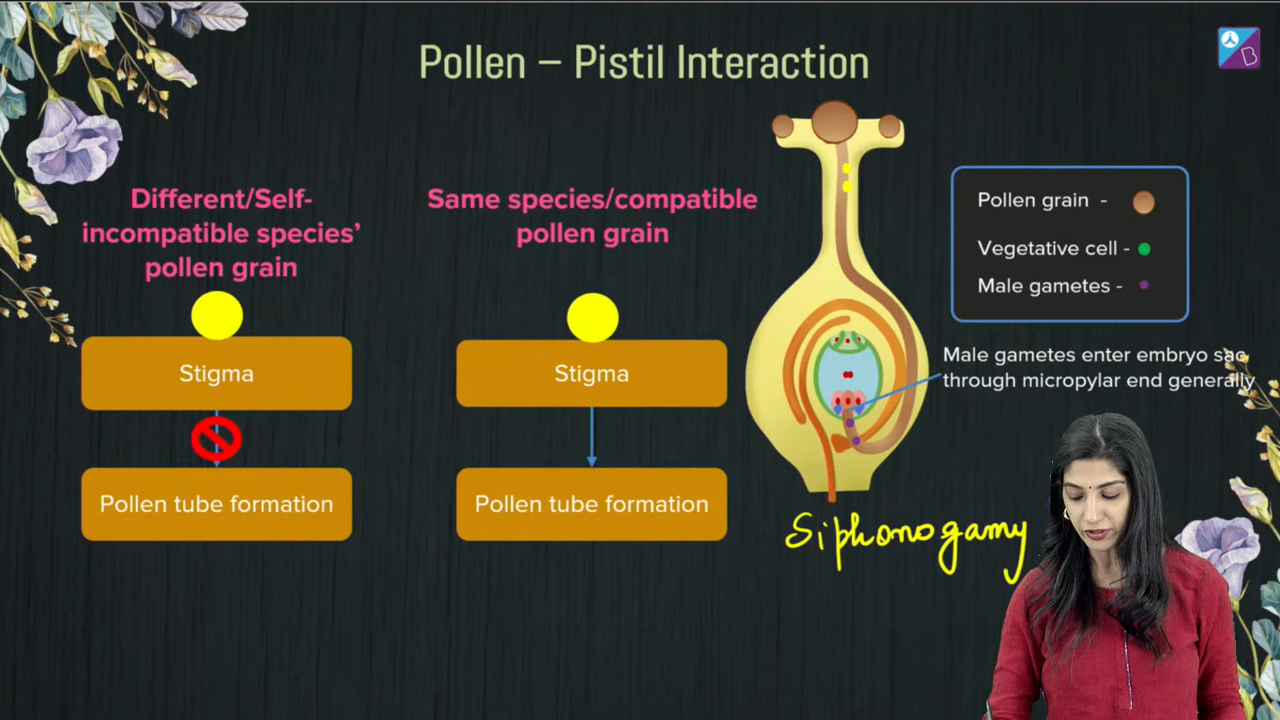 Pollen – Pistil Interaction
Different/Self-
incompatible species’
pollen grain
Stigma
Pollen tube formation
Same species/compatible
pollen grain
Stigma
Pollen tube formation
Pollen grain -
Vegetative cell -
Male gametes -
Male gametes enter embryo sac
through micropylar end generally
Siphonogamy
B